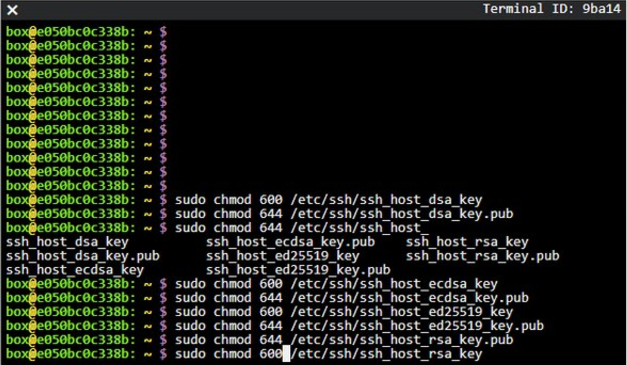 × Terminal ID: 9ba14
box@e050bc0c338b: ~ $
box@e050bc0c338b: ~ $
box@e050bc0c338b: ~ $
box@e050bc0c338b: ~ $
box@e050bc0c338b: ~ $
box@e050bc0c338b: ~ $
box@e050bc0c338b: ~ $
box@e050bc0c338b: ~ $
box@e050bc0c338b: ~ $
box@e050bc0c338b: ~ $
box@e050bc0c338b: ~ $
box@e050bc0c338b: ~ $
box@e050bc0c338b: ~ $ sudo chmod 600 /etc/ssh/ssh_host_dsa_key
box@e050bc0c338b: ~ $ sudo chmod 644 /etc/ssh/ssh_host_dsa_key.pub
box@e050bc0c338b: ~ $ sudo chmod 644 /etc/ssh/ssh_host_
ssh_host_dsa_key ssh_host_ecdsa_key.pub ssh_host_rsa_key
ssh_host_dsa_key.pub ssh_host_ed25519_key ssh_host_rsa_key.pub
ssh_host_ecdsa_key ssh_host_ed25519_key.pub
box@e050bc0c338b: ~ $ sudo chmod 600 /etc/ssh/ssh_host_ecdsa_key
box@e050bc0c338b: ~ $ sudo chmod 644 /etc/ssh/ssh_host_ecdsa_key.pub
box@e050bc0c338b: ~ $ sudo chmod 600 /etc/ssh/ssh_host_ed25519_key
box@e050bc0c338b: ~ $ sudo chmod 644 /etc/ssh/ssh_host_ed25519_key.pub
box@e050bc0c338b: ~ $ sudo chmod 644 /etc/ssh/ssh_host_rsa_key.pub
box@e050bc0c338b: ~ $ sudo chmod 600 /etc/ssh/ssh_host_rsa_key